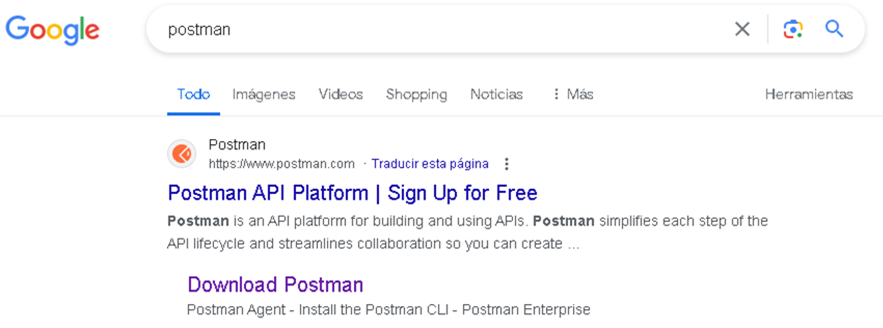 Google
postman
Todo Imágenes Videos Shopping Noticias Más Herramientas
Postman
https://www.postman.com · Traducir esta página
Postman API Platform | Sign Up for Free
Postman is an API platform for building and using APIs. Postman simplifies each step of the
API lifecycle and streamlines collaboration so you can create ...
Download Postman
Postman Agent - Install the Postman CLI - Postman Enterprise